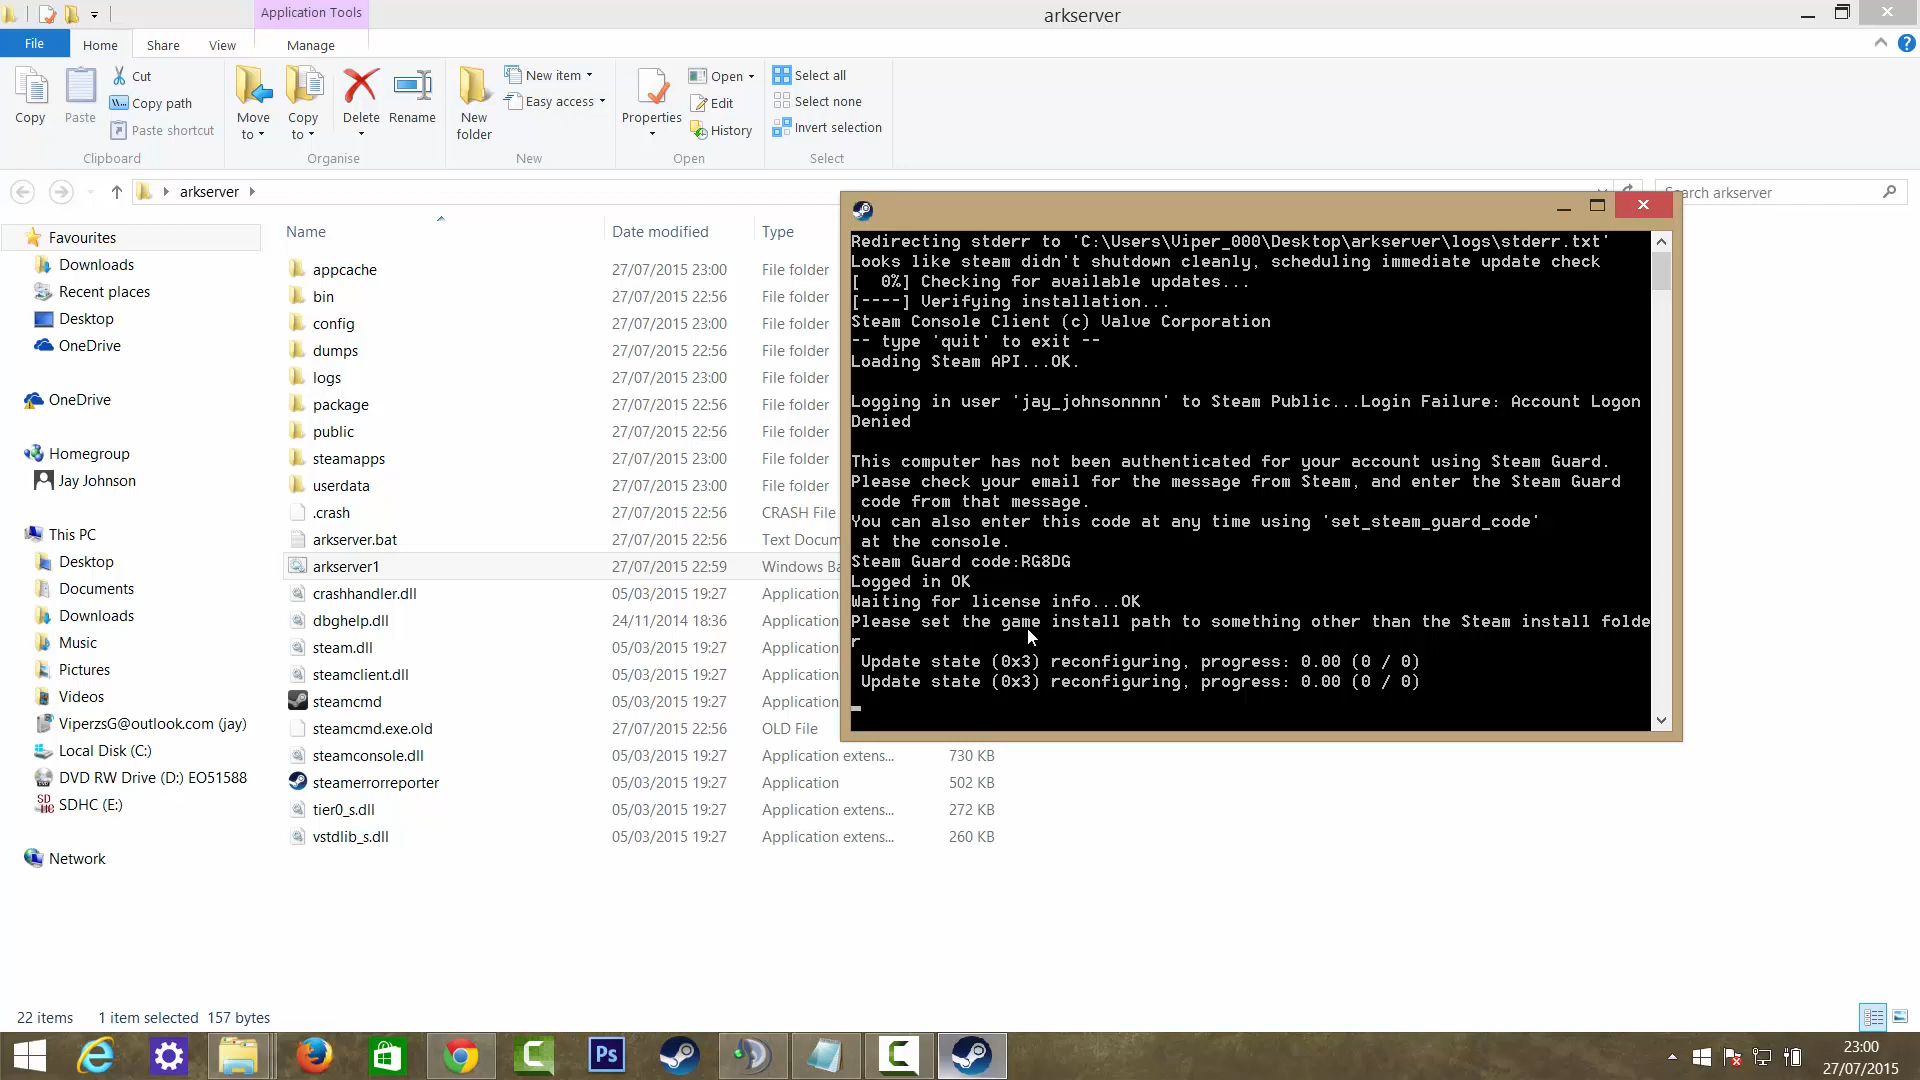 Application Tools
arkserver
File
Home
Share
View
Manage
Copy
Paste
Cut
Copy path
Paste shortcut
Move to
Copy to
Delete
Rename
New folder
New item
Easy access
Properties
Open
Edit
History
Select all
Select none
Invert selection
Clipboard
Organise
New
Open
Select
arkserver
Search arkserver
Favourites
Downloads
Recent places
Desktop
OneDrive
OneDrive
Homegroup
Jay Johnson
This PC
Desktop
Documents
Downloads
Music
Pictures
Videos
ViperzsG@outlook.com (jay)
Local Disk (C:)
DVD RW Drive (D:) EO51588
SDHC (E:)
Network
Name Date modified Type
appcache 27/07/2015 23:00 File folder
bin 27/07/2015 22:56 File folder
config 27/07/2015 23:00 File folder
dumps 27/07/2015 22:56 File folder
logs 27/07/2015 23:00 File folder
package 27/07/2015 22:56 File folder
public 27/07/2015 22:56 File folder
steamapps 27/07/2015 23:00 File folder
userdata 27/07/2015 23:00 File folder
.crash 27/07/2015 22:56 CRASH File
arkserver.bat 27/07/2015 22:56 Text Docum
arkserver1 27/07/2015 22:59 Windows Ba
crashhandler.dll 05/03/2015 19:27 Application
dbghelp.dll 24/11/2014 18:36 Application
steam.dll 05/03/2015 19:27 Application
steamclient.dll 05/03/2015 19:27 Application
steamcmd 05/03/2015 19:27 Application
steamcmd.exe.old 27/07/2015 22:56 OLD File
steamconsole.dll 05/03/2015 19:27 Application extens... 730 KB
steamerrorreporter 05/03/2015 19:27 Application 502 KB
tier0_s.dll 05/03/2015 19:27 Application extens... 272 KB
vstdlib_s.dll 05/03/2015 19:27 Application extens... 260 KB
Redirecting stderr to 'C:\Users\Viper_000\Desktop\arkserver\logs\stderr.txt'
Looks like steam didn't shutdown cleanly, scheduling immediate update check
[  0%] Checking for available updates...
[----] Verifying installation...
Steam Console Client (c) Valve Corporation
-- type 'quit' to exit --
Loading Steam API...OK.
Logging in user 'jay_johnsonnnn' to Steam Public...Login Failure: Account Logon
Denied
This computer has not been authenticated for your account using Steam Guard.
Please check your email for the message from Steam, and enter the Steam Guard
code from that message.
You can also enter this code at any time using 'set_steam_guard_code'
at the console.
Steam Guard code:RG8DG
Logged in OK
Waiting for license info...OK
Please set the game install path to something other than the Steam install folde
r
Update state (0x3) reconfiguring, progress: 0.00 (0 / 0)
Update state (0x3) reconfiguring, progress: 0.00 (0 / 0)
22 items 1 item selected 157 bytes
Ps
23:00
27/07/2015